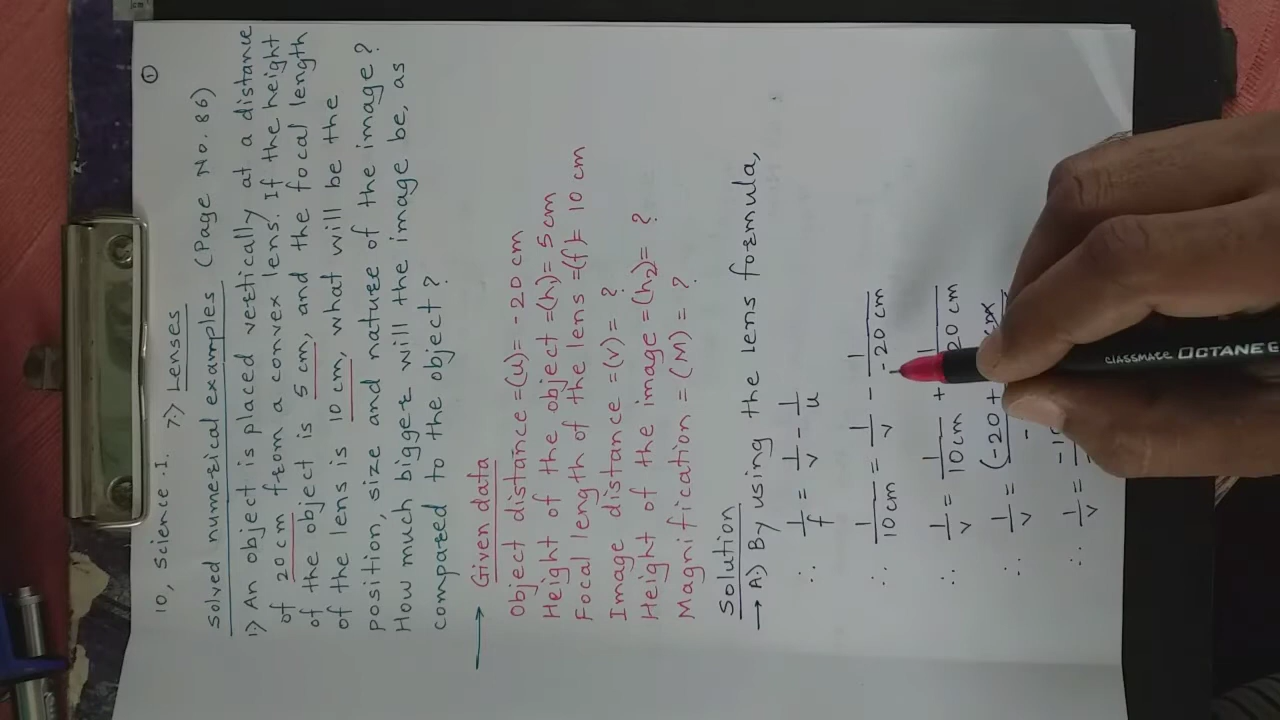 ①
10, Science.I. 7.) Lenses
Solved numerical examples (Page No. 86)
1) An object is placed vertically at a distance
of 20cm from a convex lens. If the height
of the object is 5 cm, and the focal length
of the lens is 10 cm, what will be the
position, size and nature of the image?
How much bigger will the image be, as
compared to the object?
→ Given data
Object distance =(u)= -20cm
Height of the object =(h₁)= 5cm
Focal length of the lens =(f)= 10 cm
Image distance =(v)= ?
Height of the image =(h₂)= ?
Magnification = (M) = ?
Solution
→ A.) By using the Lens formula,
∴ 1/f = 1/v - 1/u
∴ 1/10cm = 1/v - 1/-20 cm
∴ 1/v = 1/10cm + 20 cm
∴ 1/v = (-20 + cm
∴ 1/v = -10
CLASSMATE OCTANE